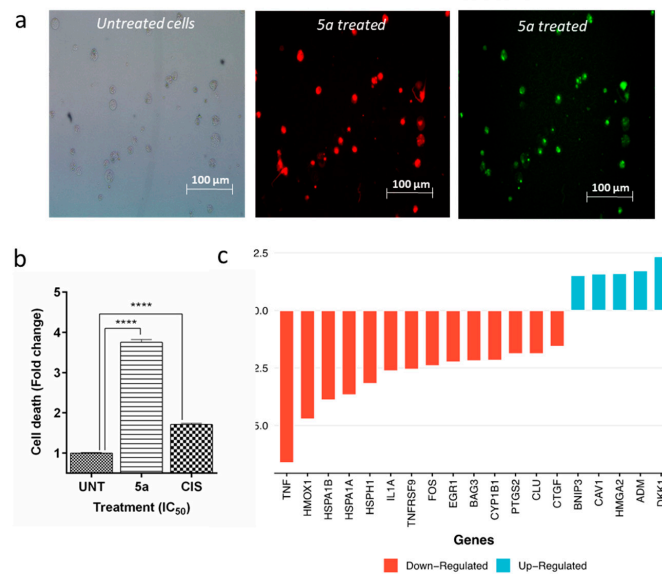 a
Untreated cells
5a treated
5a treated
100 µm
100 µm
100 µm
b
Cell death (Fold change)
5
4
3
2
1
****
****
UNT
5a
CIS
Treatment (IC50)
c
2.5
0.0
2.5
5.0
TNF
HMOX1
HSPA1B
HSPA1A
HSPH1
IL1A
TNFRSF9
FOS
EGR1
BAG3
CYP1B1
PTGS2
CLU
CTGF
BNIP3
CAV1
HMGA2
ADM
DKK1
Genes
Down-Regulated
Up-Regulated